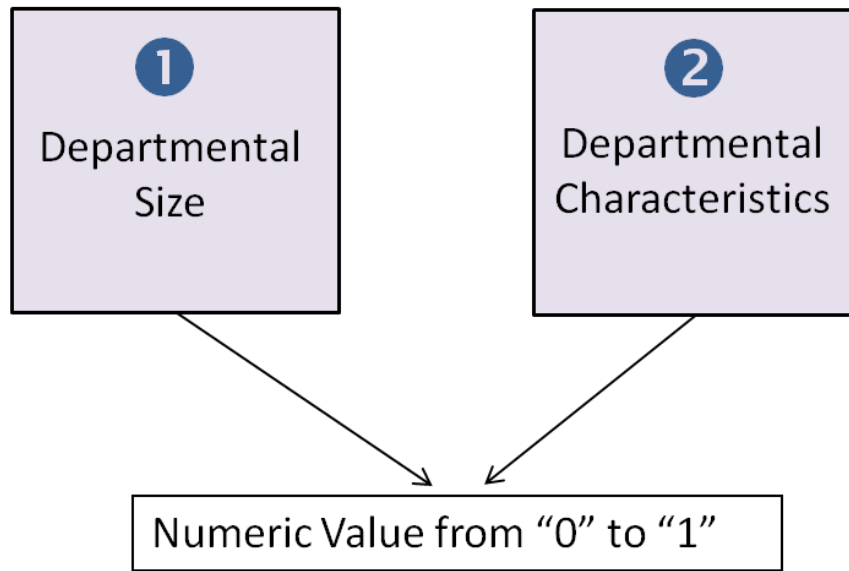 1
Departmental
Size
2
Departmental
Characteristics
Numeric Value from “0” to “1”